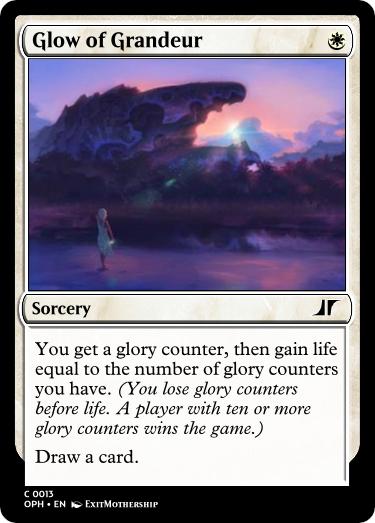 Glow of Grandeur
Sorcery
You get a glory counter, then gain life
equal to the number of glory counters
you have. (You lose glory counters
before life. A player with ten or more
glory counters wins the game.)
Draw a card.
C 0013
OPH • EN ExitMothership